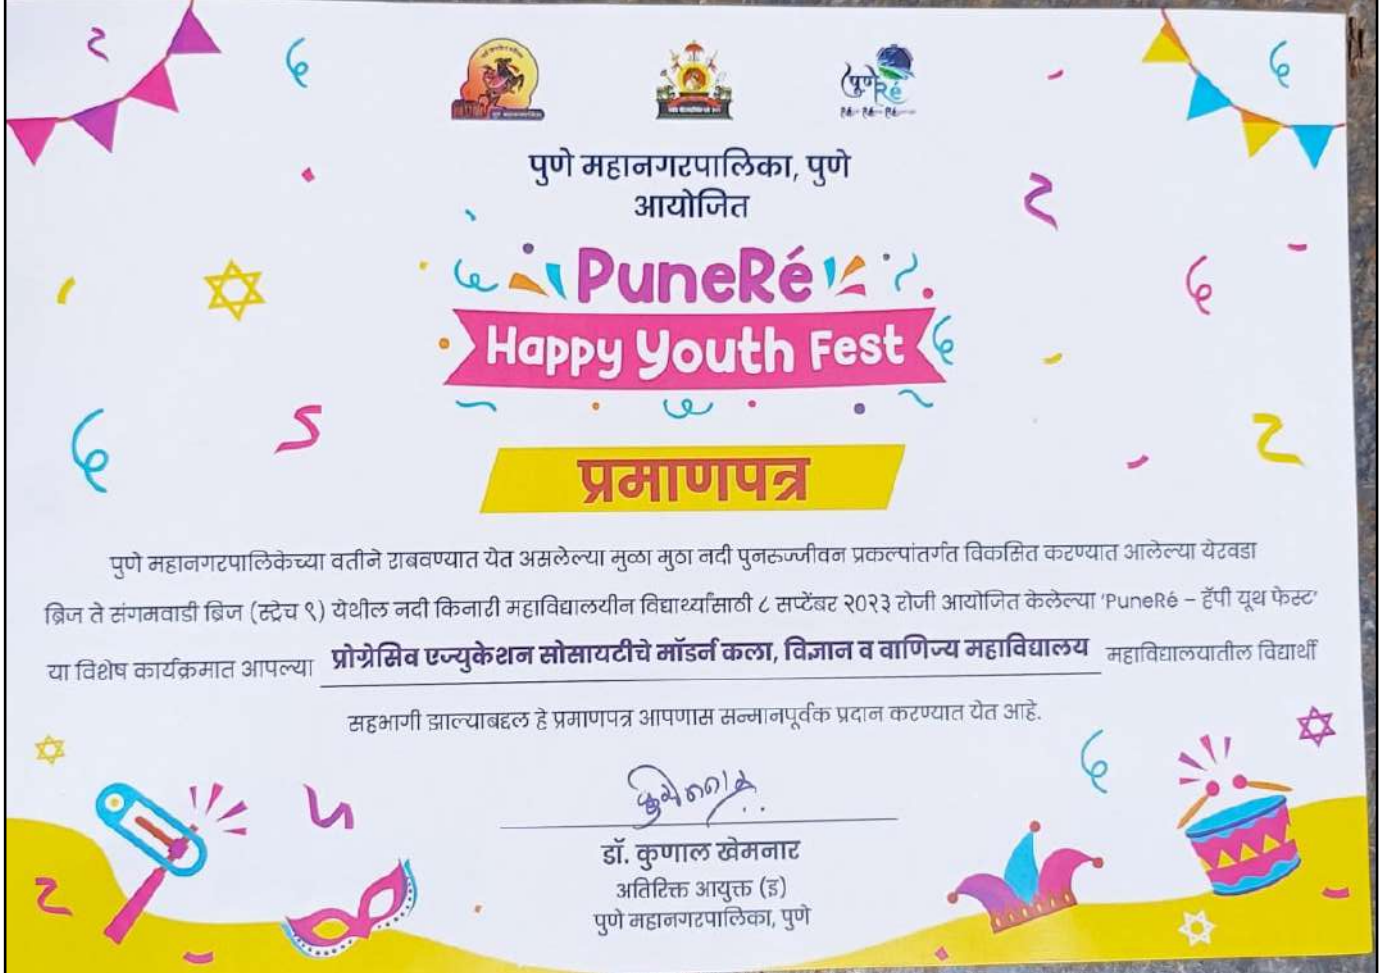 पुणे
Ré
पुणे महानगरपालिका, पुणे
आयोजित
PuneRé
Happy Youth Fest
प्रमाणपत्र
पुणे महानगरपालिकेच्या वतीने राबवण्यात येत असलेल्या मुळा मुठा नदी पुनरुज्जीवन प्रकल्पांतर्गत विकसित करण्यात आलेल्या येरवडा
ब्रिज ते संगमवाडी ब्रिज (स्ट्रेच ९) येथील नदी किनारी महाविद्यालयीन विद्यार्थ्यांसाठी ८ सप्टेंबर २०२३ रोजी आयोजित केलेल्या 'PuneRé – हॅपी यूथ फेस्ट'
या विशेष कार्यक्रमात आपल्या प्रोग्रेसिव एज्युकेशन सोसायटीचे मॉडर्न कला, विज्ञान व वाणिज्य महाविद्यालय महाविद्यालयातील विद्यार्थी
सहभागी झाल्याबद्दल हे प्रमाणपत्र आपणास सन्मानपूर्वक प्रदान करण्यात येत आहे.
डॉ. कुणाल खेमनार
अतिरिक्त आयुक्त (इ)
पुणे महानगरपालिका, पुणे